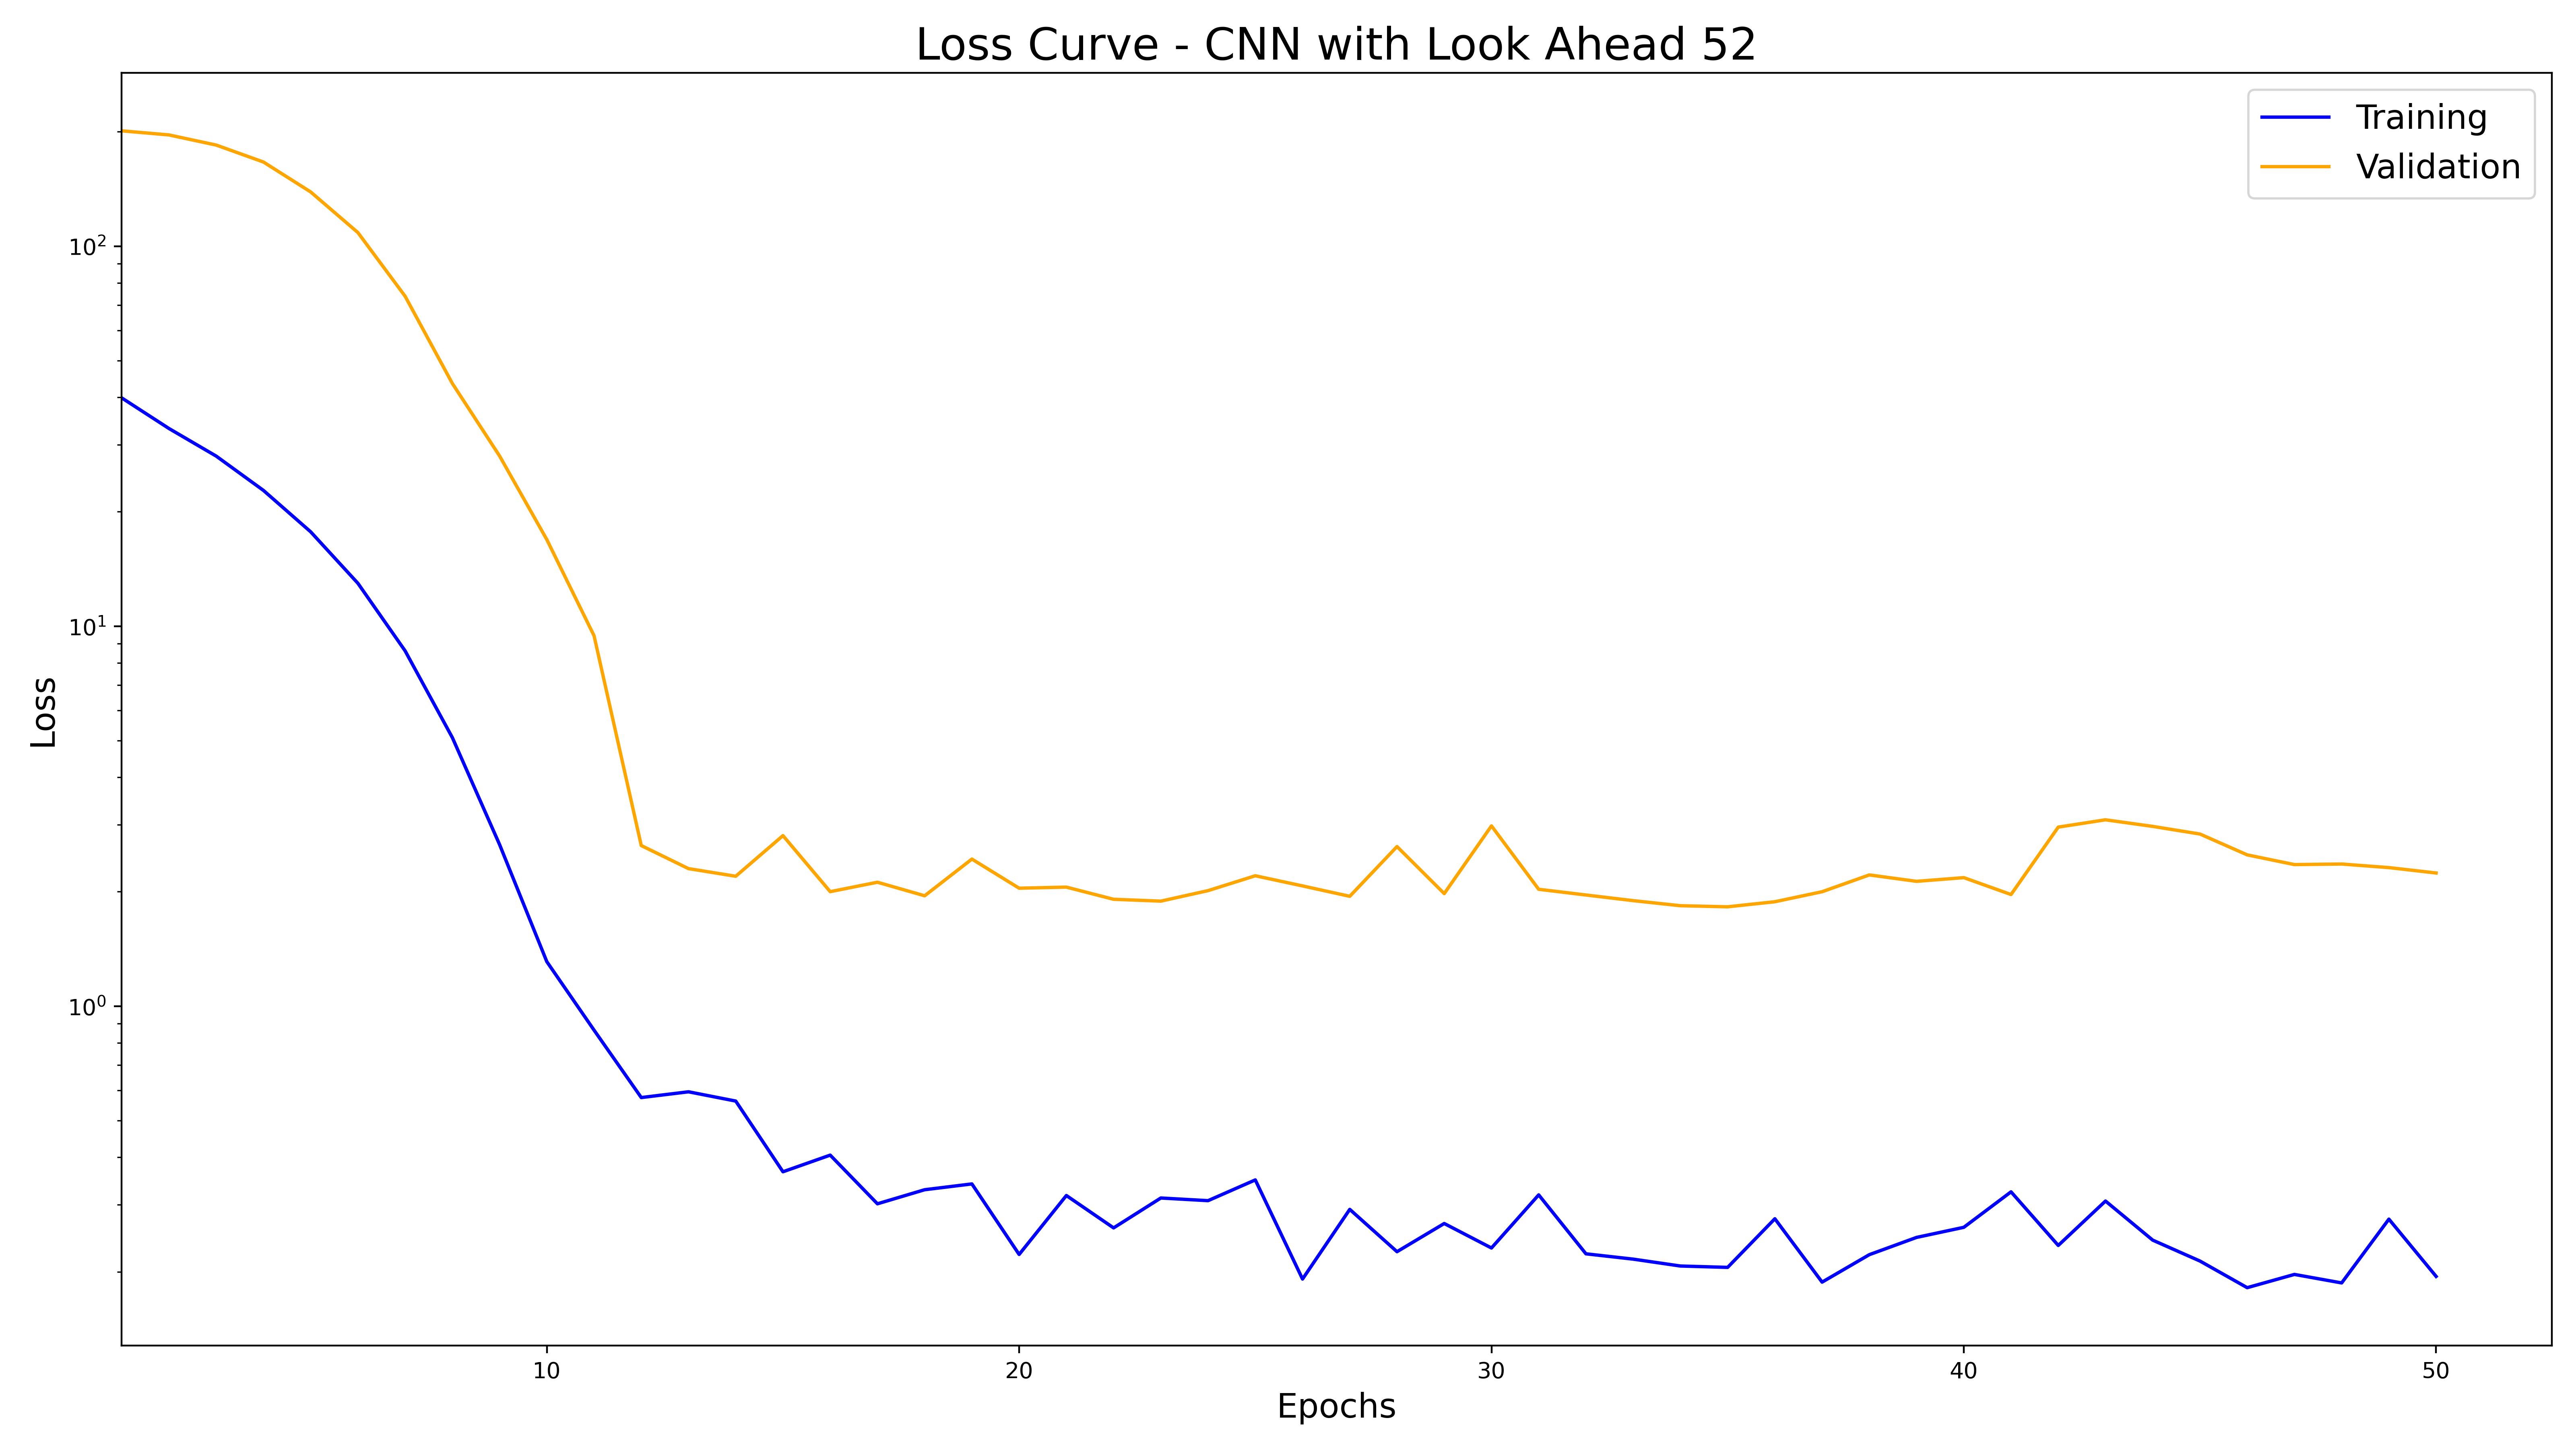 Loss Curve - CNN with Look Ahead 52
Training
Validation
10²
10¹
10⁰
Loss
10 20 30 40 50
Epochs